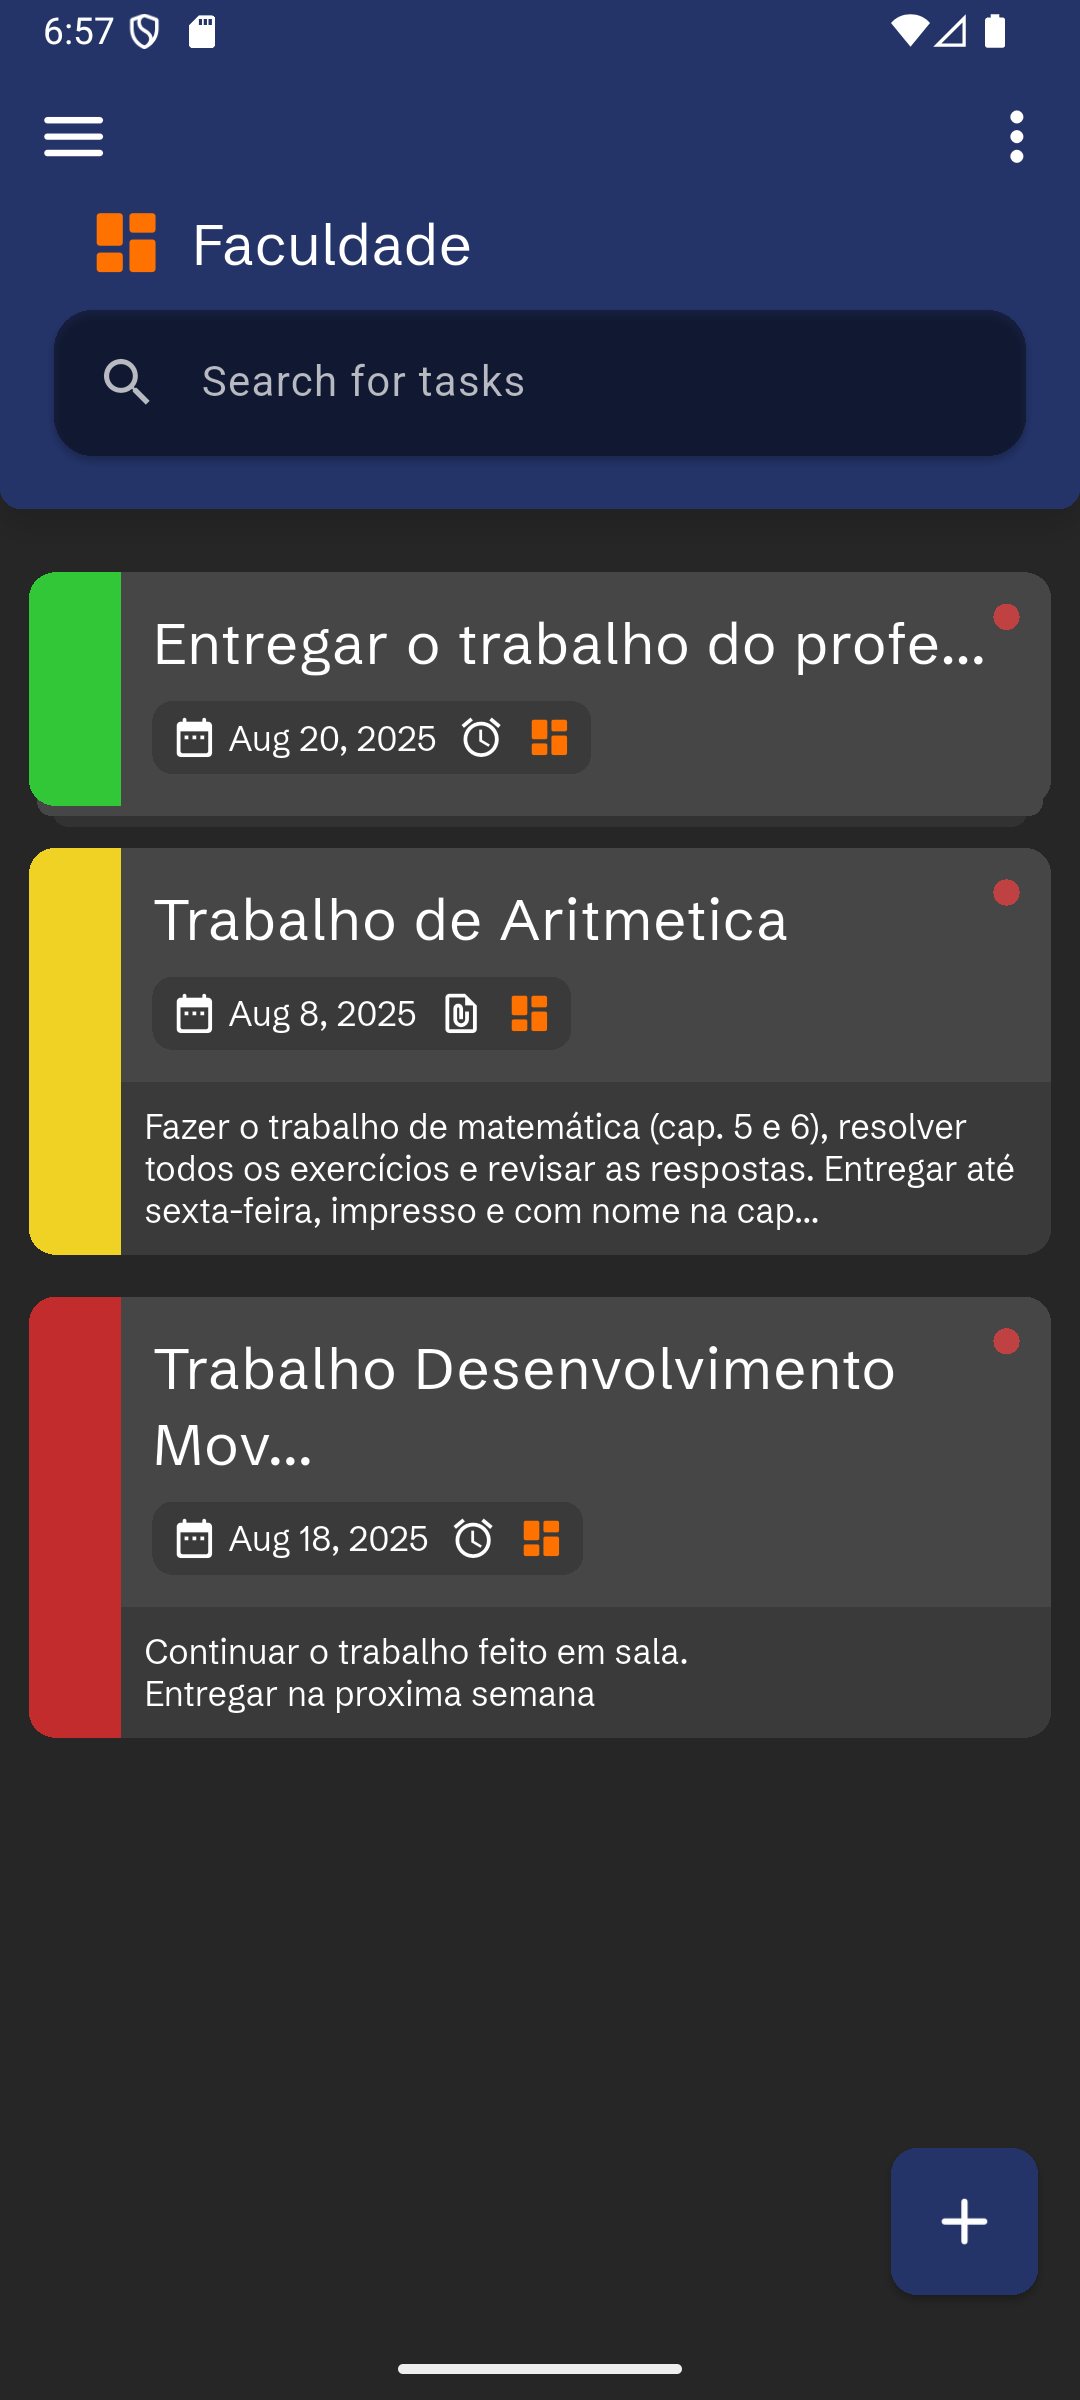 6:57
Faculdade
Search for tasks
Entregar o trabalho do profe...
Aug 20, 2025
Trabalho de Aritmetica
Aug 8, 2025
Fazer o trabalho de matemática (cap. 5 e 6), resolver
todos os exercícios e revisar as respostas. Entregar até
sexta-feira, impresso e com nome na cap...
Trabalho Desenvolvimento
Mov...
Aug 18, 2025
Continuar o trabalho feito em sala.
Entregar na proxima semana